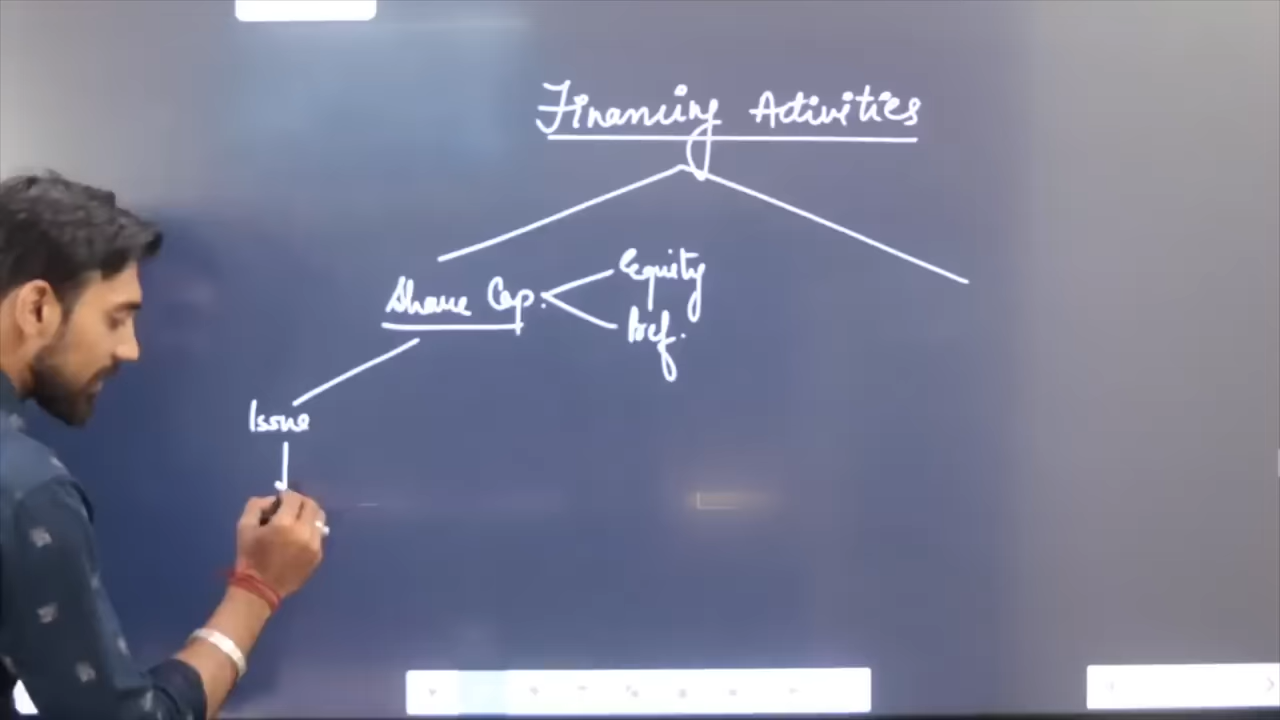 Financing Activities
Share Cap.
Equity
Pref.
Issue